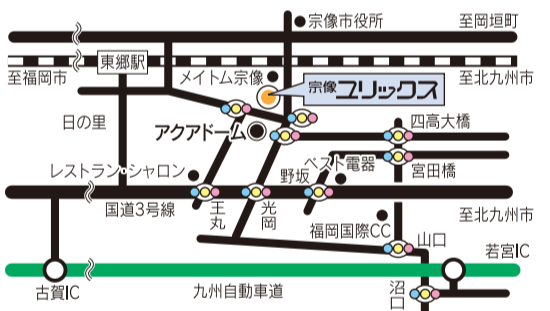 宗像市役所
至岡垣町
東郷駅
至福岡市
メイトム宗像
至北九州市
宗像ユリックス
日の里
アクアドーム
四高大橋
レストラン・シャロン
ベスト電器
野坂
宮田橋
国道3号線
王丸
光岡
至北九州市
福岡国際CC
山口
若宮IC
古賀IC
九州自動車道
沼口